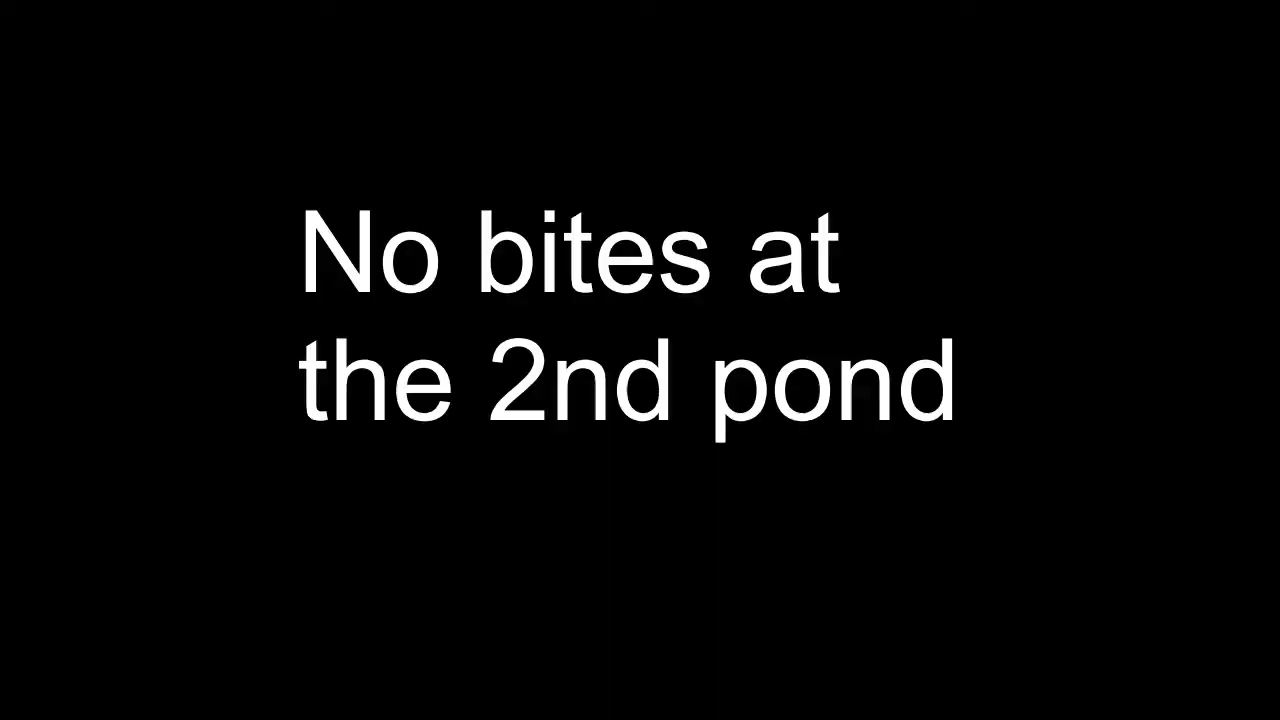 No bites at
the 2nd pond